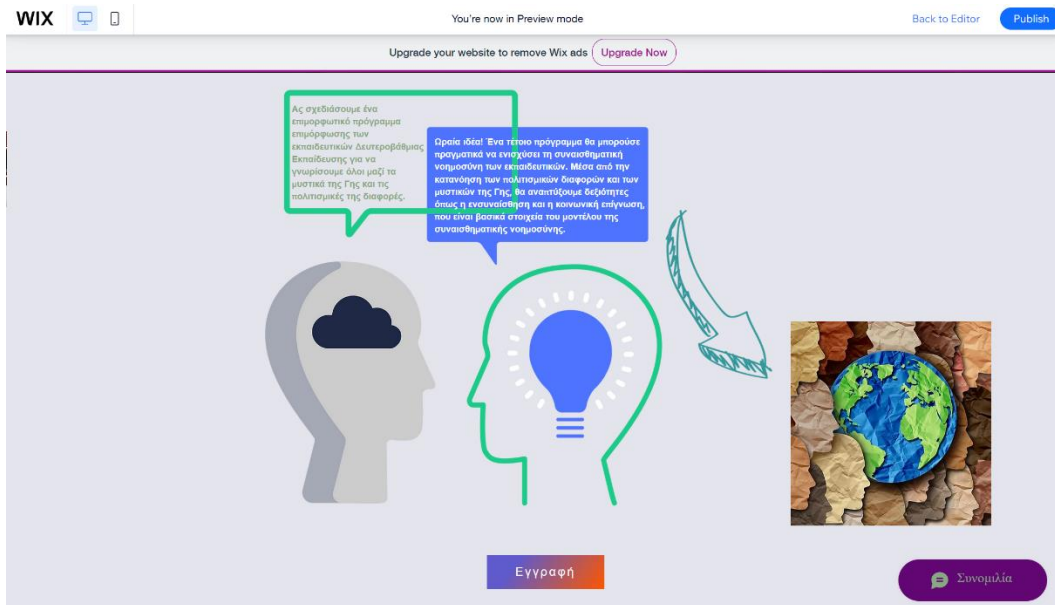 WIX
You're now in Preview mode
Back to Editor
Publish
Upgrade your website to remove Wix ads
Upgrade Now
Ας σχεδιάσουμε ένα
επιμορφωτικό πρόγραμμα
επιμόρφωσης των
εκπαιδευτικών Δευτεροβάθμιας
Εκπαίδευσης για να
γνωρίσουμε όλοι μαζί τα
μυστικά της Γης και τις
πολιτισμικές της διαφορές.
Ωραία ιδέα! Ένα τέτοιο πρόγραμμα θα μπορούσε
πραγματικά να ενισχύσει τη συναισθηματική
νοημοσύνη των εκπαιδευτικών. Μέσα από την
κατανόηση των πολιτισμικών διαφορών και των
μυστικών της Γης, θα αναπτύξουμε δεξιότητες
όπως η ενσυναίσθηση και η κοινωνική επίγνωση,
που είναι βασικά στοιχεία του μοντέλου της
συναισθηματικής νοημοσύνης.
Εγγραφή
Συνομιλία